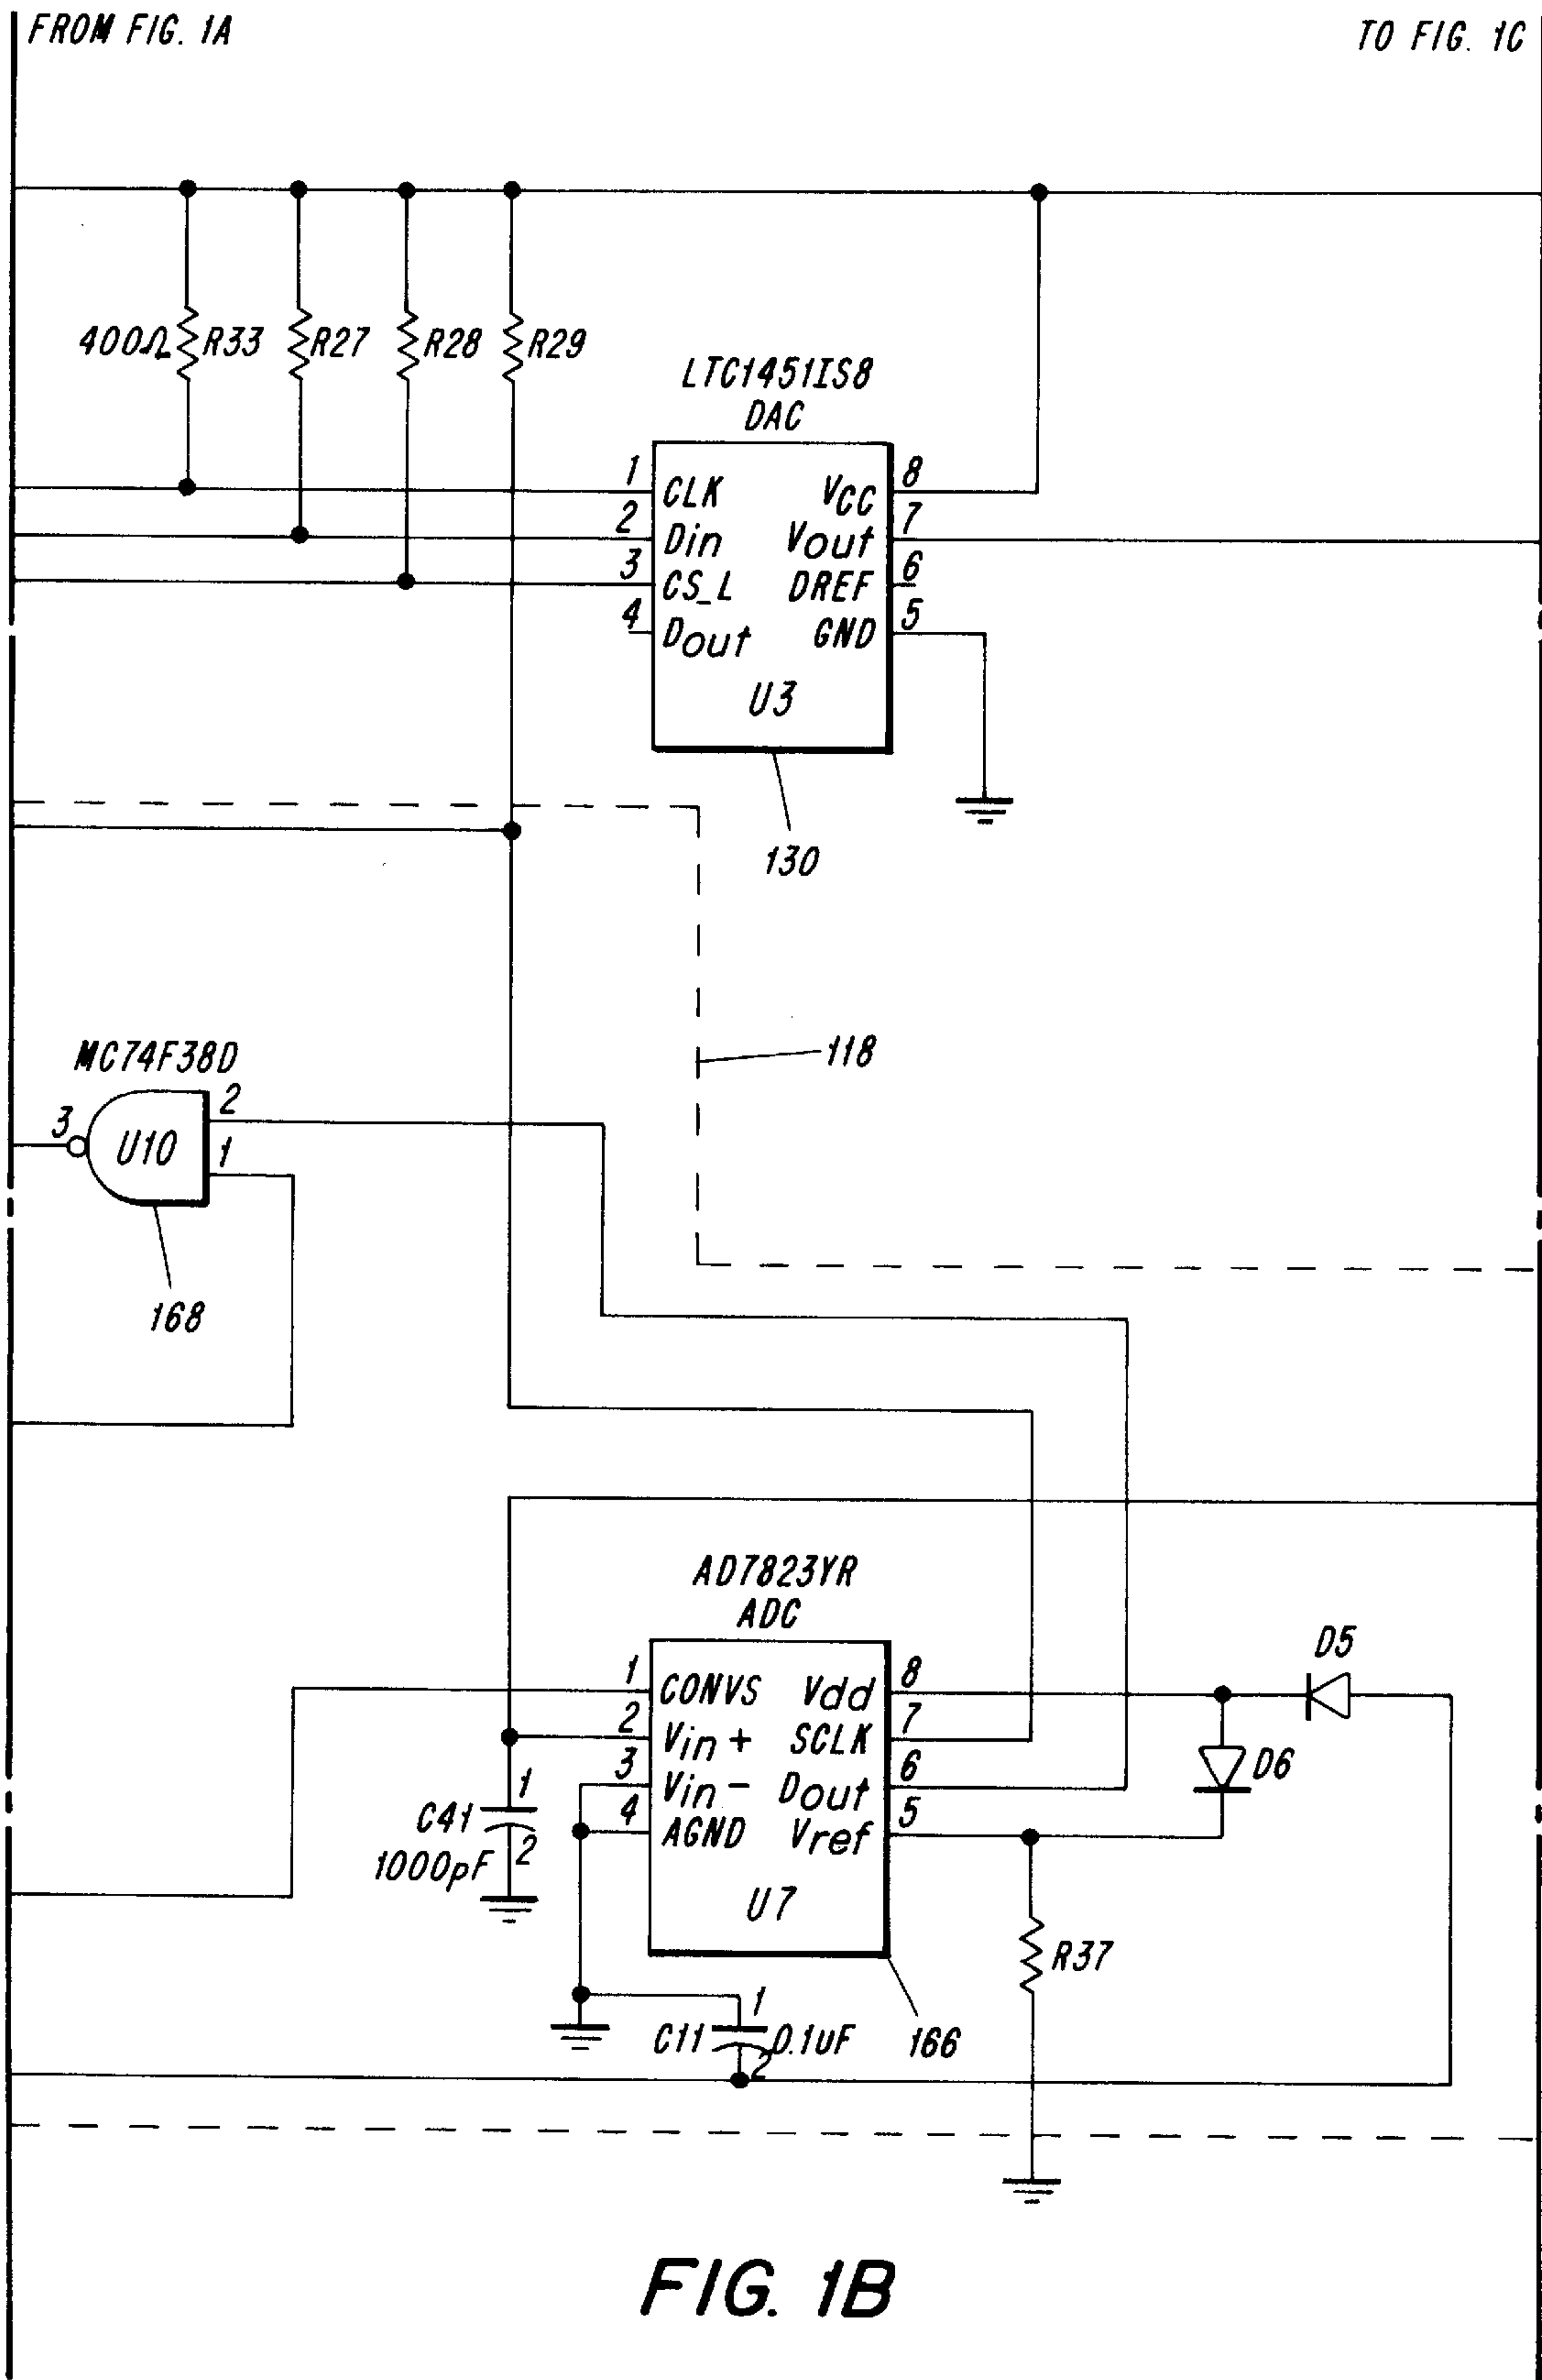 FROM FIG. 1A
TO FIG. 1C
400Ω R33 R27 R28 R29
LTC1451IS8
DAC
1 CLK VCC 8
2 Din Vout 7
3 CS_L DREF 6
4 Dout GND 5
U3
130
118
MC74F38D
3 U10 2
1
168
AD7823YR
ADC
D5
1 CONVS Vdd 8
2 Vin+ SCLK 7
3 Vin- Dout 6
D6
4 AGND Vref 5
1
C41
2
1000pF
U7
R37
1
C11 0.1uF
2
166
FIG. 1B